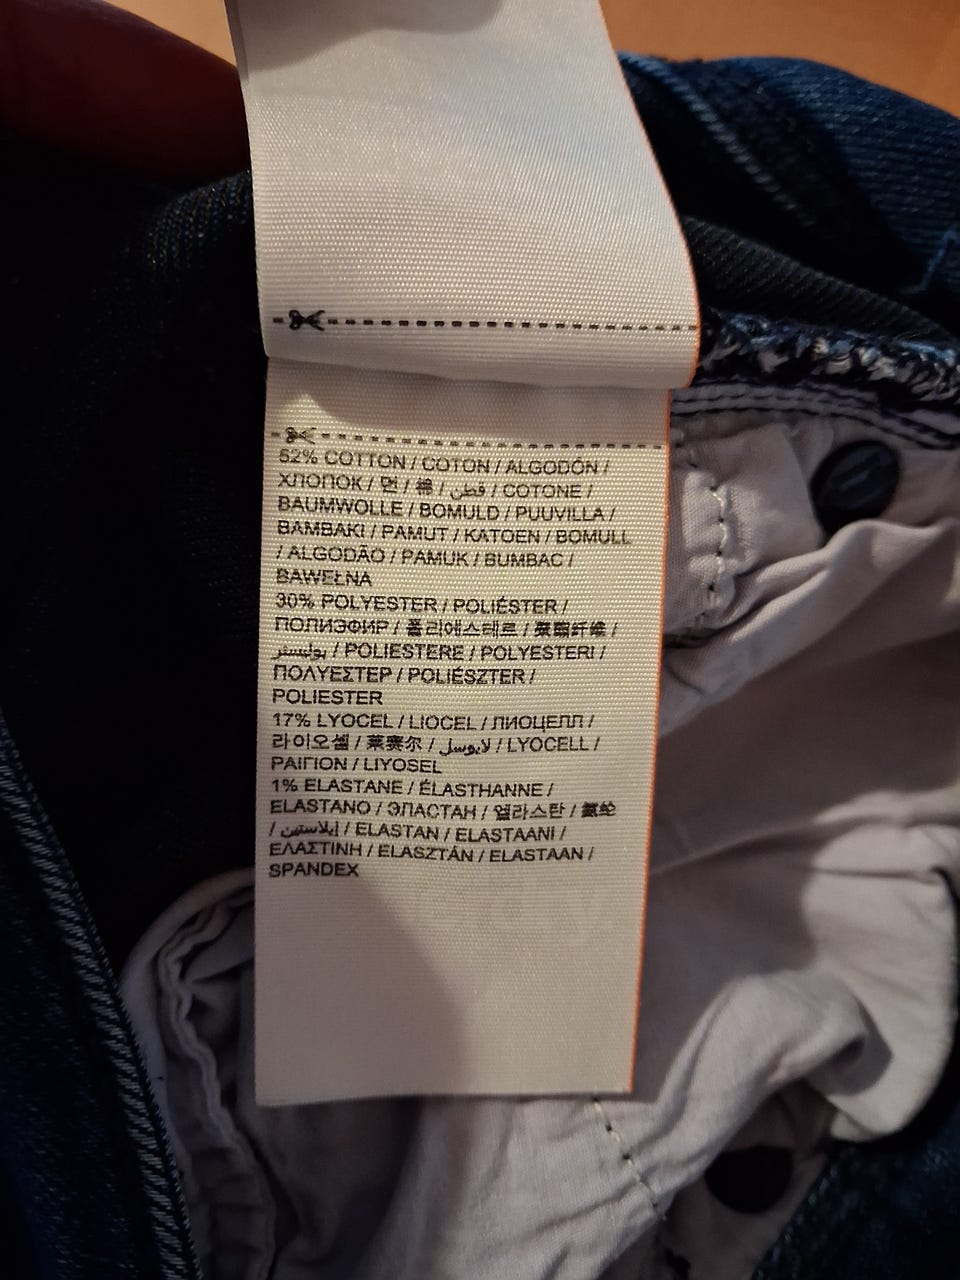 52% COTTON / COTON / ALGODÓN /
ХЛОПОК / 면 / 棉 / قطن / COTONE /
BAUMWOLLE / BOMULD / PUUVILLA /
BAMBAKI / PAMUT / KATOEN / BOMULL
/ ALGODÃO / PAMUK / BUMBAC /
BAWEŁNA
30% POLYESTER / POLIÉSTER /
ПОЛИЭФИР / 폴리에스테르 / 聚酯纤维 /
بوليستر / POLIESTERE / POLYESTERI /
ΠΟΛΥΕΣΤΕΡ / POLIÉSZTER /
POLIESTER
17% LYOCEL / LIOCEL / ЛИОЦЕЛЛ /
라이오셀 / 莱赛尔 / لايوسل / LYOCELL /
ΡΑΙΓΙΟΝ / LIYOSEL
1% ELASTANE / ÉLASTHANNE /
ELASTANO / ЭЛАСТАН / 엘라스탄 / 氨纶
/ إيلاستين / ELASTAN / ELASTAANI /
ΕΛΑΣΤΙΝΗ / ELASZTÁN / ELASTAAN /
SPANDEX